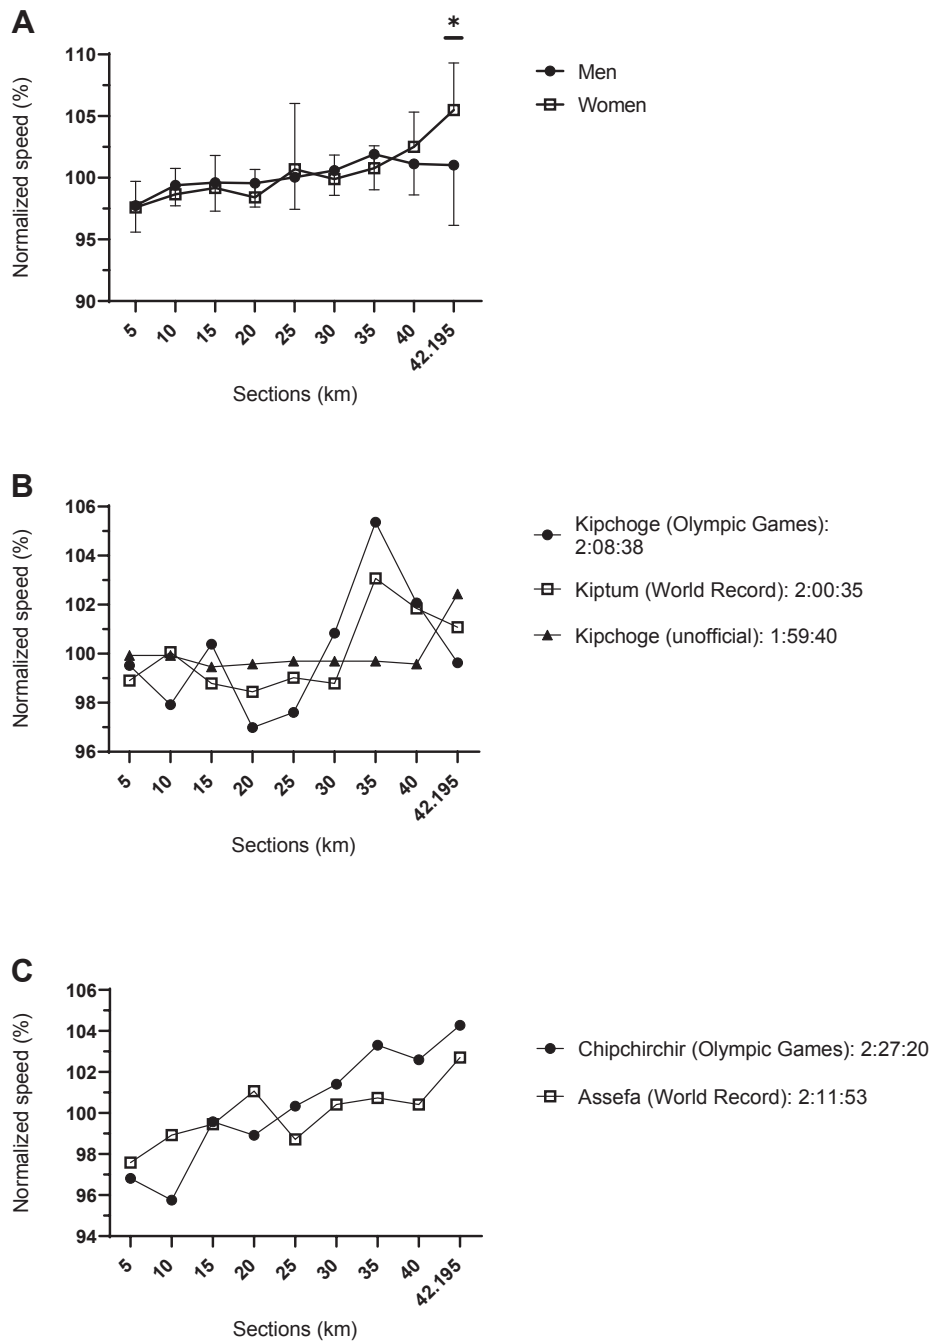 A
*
110
105
100
95
90
Normalized speed (%)
5
10
15
20
25
30
35
40
42.195
Sections (km)
Men
Women
B
106
104
102
100
98
96
Normalized speed (%)
5
10
15
20
25
30
35
40
42.195
Sections (km)
Kipchoge (Olympic Games):
2:08:38
Kiptum (World Record): 2:00:35
Kipchoge (unofficial): 1:59:40
C
106
104
102
100
98
96
94
Normalized speed (%)
5
10
15
20
25
30
35
40
42.195
Sections (km)
Chipchirchir (Olympic Games): 2:27:20
Assefa (World Record): 2:11:53